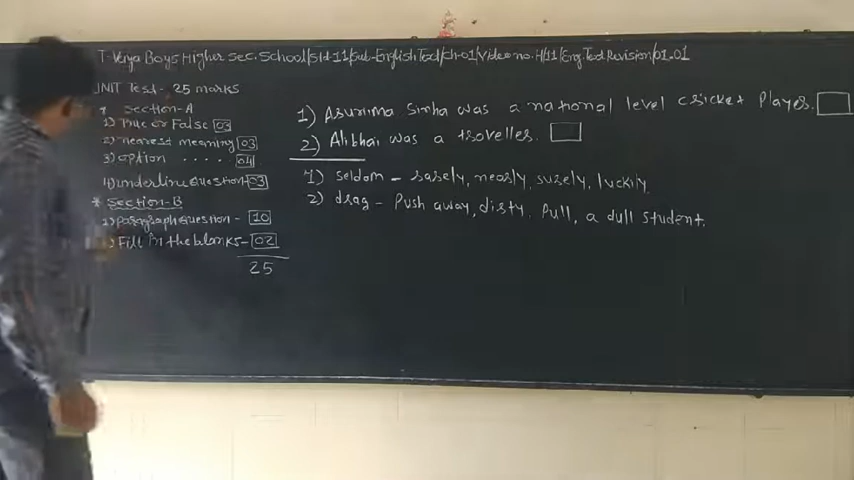 T-Verya Boys Higher Sec. School/Std-11/Sub-English Text/Ch-01/Video no. H/11/Eng.Text Revision/01.01
UNIT Test - 25 marks
* Section-A
1) True or False 03
2) nearest meaning 03
3) option .... 04
4) underline question - 03
* Section-B
1) Paragraph question - 10
2) Fill in the blanks - 02
25
1) Asurima Sinha was a national level cricket player.
2) Alibhai was a traveller.
1) seldom - rarely, nearly, surely, luckily.
2) drag - Push away, dirty, Pull, a dull student.